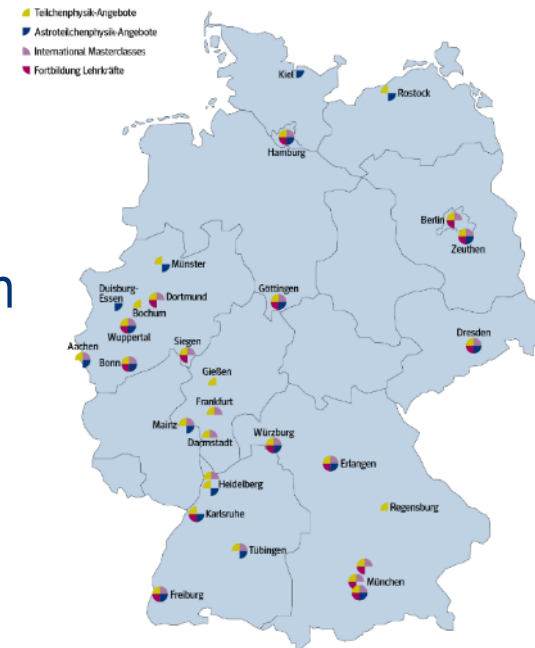 Teilchenphysik-Angebote
Astroteilchenphysik-Angebote
International Masterclasses
Fortbildung Lehrkräfte
Kiel
Rostock
Hamburg
Berlin
Zeuthen
Münster
Duisburg-
Essen
Dortmund
Bochum
Göttingen
Wuppertal
Dresden
Aachen
Siegen
Bonn
Gießen
Frankfurt
Mainz
Darmstadt
Würzburg
Erlangen
Heidelberg
Regensburg
Karlsruhe
Tübingen
München
Freiburg
n